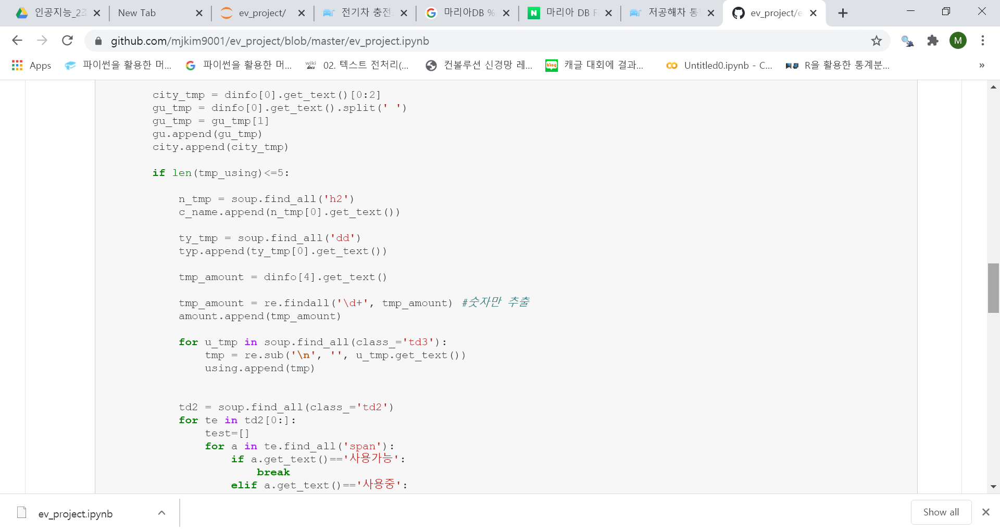 인공지능_2조
New Tab
ev_project/
전기차 충전
마리아DB %
마리아 DB F
저공해차 통
ev_project/e
github.com/mjkim9001/ev_project/blob/master/ev_project.ipynb
M
Apps
파이썬을 활용한 머...
파이썬을 활용한 머...
wiki docs
02. 텍스트 전처리(...
컨볼루션 신경망 레...
blog
캐글 대회에 결과...
Untitled0.ipynb - C...
R을 활용한 통계분...
»
city_tmp = dinfo[0].get_text()[0:2]
gu_tmp = dinfo[0].get_text().split(' ')
gu_tmp = gu_tmp[1]
gu.append(gu_tmp)
city.append(city_tmp)
if len(tmp_using)<=5:
n_tmp = soup.find_all('h2')
c_name.append(n_tmp[0].get_text())
ty_tmp = soup.find_all('dd')
typ.append(ty_tmp[0].get_text())
tmp_amount = dinfo[4].get_text()
tmp_amount = re.findall('\d+', tmp_amount) #숫자만 추출
amount.append(tmp_amount)
for u_tmp in soup.find_all(class_='td3'):
tmp = re.sub('\n', '', u_tmp.get_text())
using.append(tmp)
td2 = soup.find_all(class_='td2')
for te in td2[0:]:
test=[]
for a in te.find_all('span'):
if a.get_text()=='사용가능':
break
elif a.get_text()=='사용중':
ev_project.ipynb
Show all